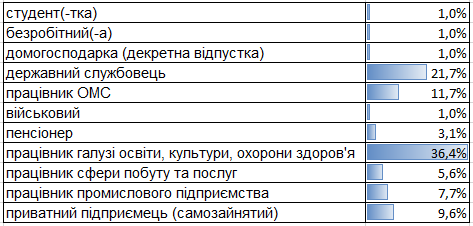 студент(-тка) 1,0%
безробітний(-а) 1,0%
домогосподарка (декретна відпустка) 1,0%
державний службовець 21,7%
працівник ОМС 11,7%
військовий 1,0%
пенсіонер 3,1%
працівник галузі освіти, культури, охорони здоров'я 36,4%
працівник сфери побуту та послуг 5,6%
працівник промислового підприємства 7,7%
приватний підприємець (самозайнятий) 9,6%